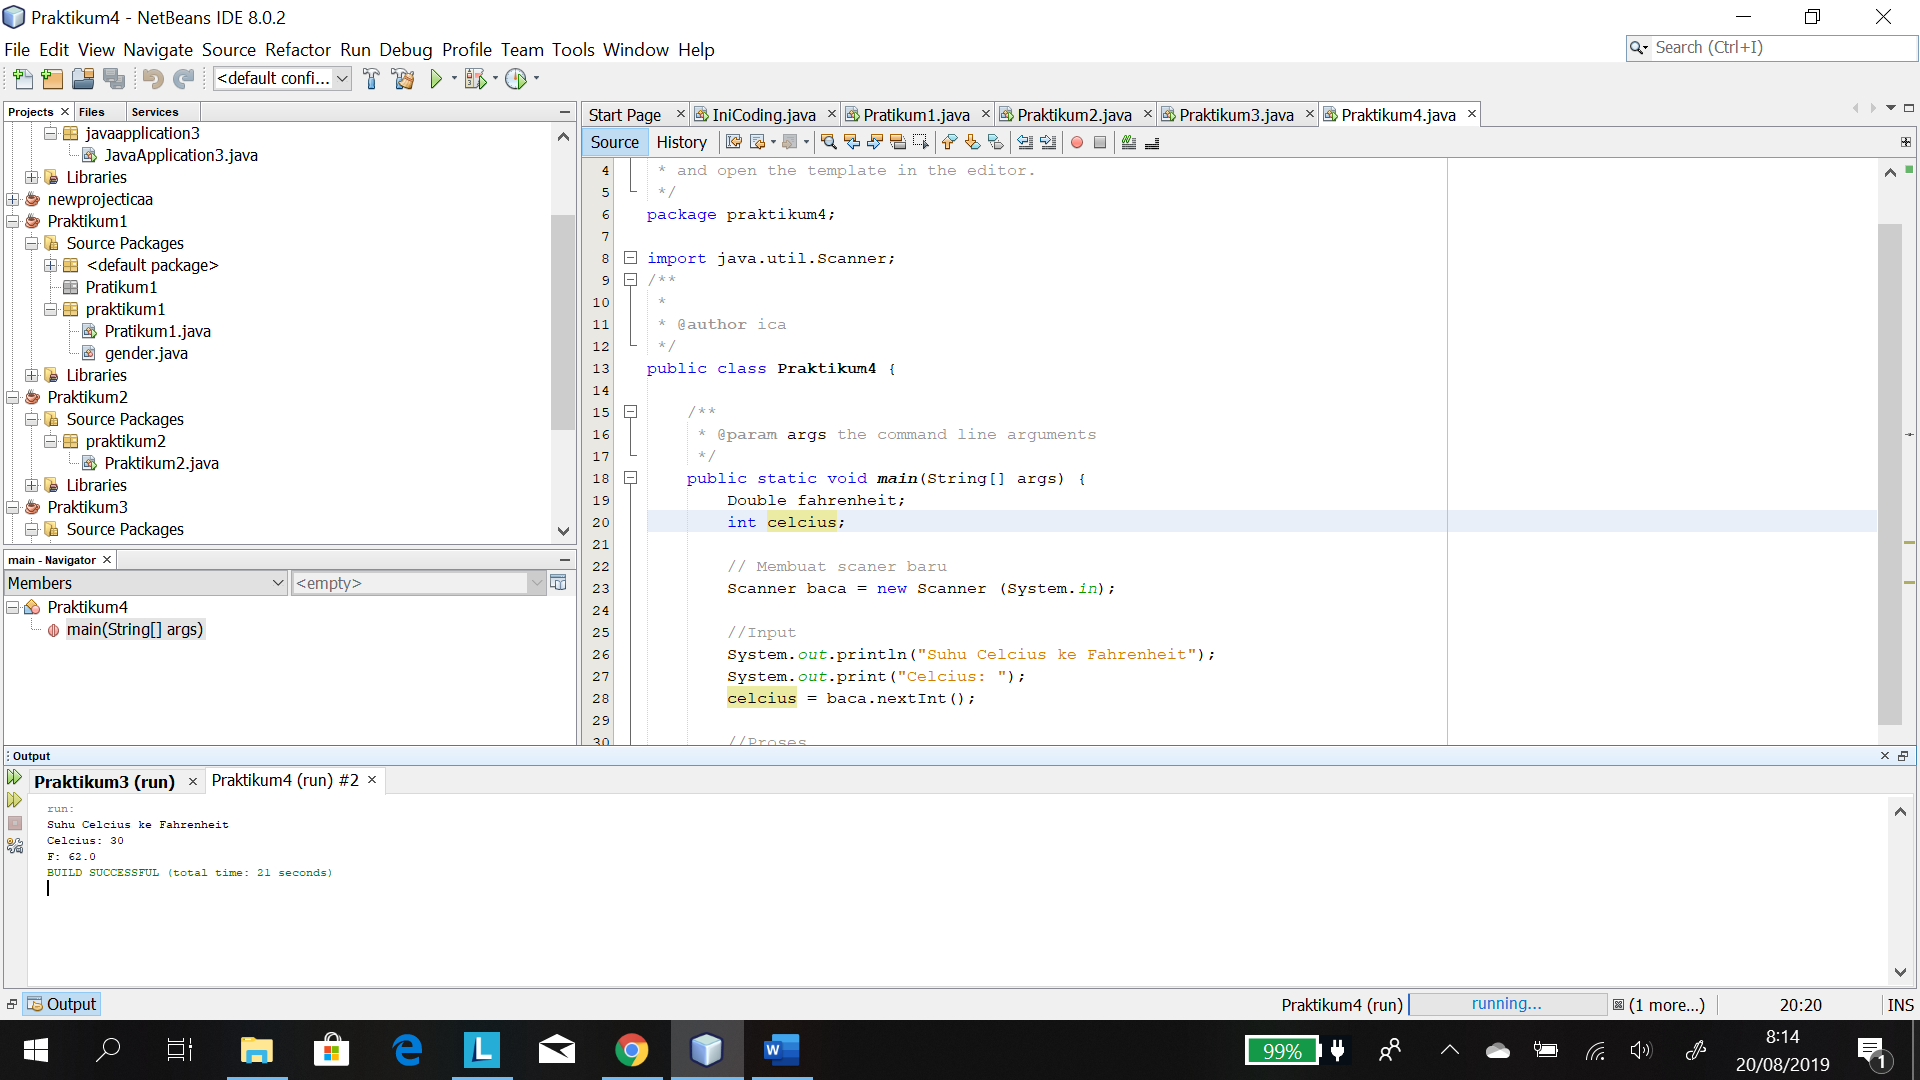 Praktikum4 - NetBeans IDE 8.0.2
File Edit View Navigate Source Refactor Run Debug Profile Team Tools Window Help
Search (Ctrl+I)
<default confi...
Projects Files Services
javaapplication3
JavaApplication3.java
Libraries
newprojecticaa
Praktikum1
Source Packages
<default package>
Pratikum1
praktikum1
Pratikum1.java
gender.java
Libraries
Praktikum2
Source Packages
praktikum2
Praktikum2.java
Libraries
Praktikum3
Source Packages
main - Navigator
Members <empty>
Praktikum4
main(String[] args)
Start Page IniCoding.java Pratikum1.java Praktikum2.java Praktikum3.java Praktikum4.java
Source History
4 * and open the template in the editor.
5 */
6 package praktikum4;
7
8 import java.util.Scanner;
9 /**
10 *
11 * @author ica
12 */
13 public class Praktikum4 {
14
15 /**
16 * @param args the command line arguments
17 */
18 public static void main(String[] args) {
19 Double fahrenheit;
20 int celcius;
21
22 // Membuat scaner baru
23 Scanner baca = new Scanner (System.in);
24
25 //Input
26 System.out.println("Suhu Celcius ke Fahrenheit");
27 System.out.print("Celcius: ");
28 celcius = baca.nextInt();
29
30 //Proses
Output
Praktikum3 (run) Praktikum4 (run) #2
run:
Suhu Celcius ke Fahrenheit
Celcius: 30
F: 62.0
BUILD SUCCESSFUL (total time: 21 seconds)
Output
Praktikum4 (run) running... (1 more...) 20:20 INS
99%
8:14
20/08/2019
1